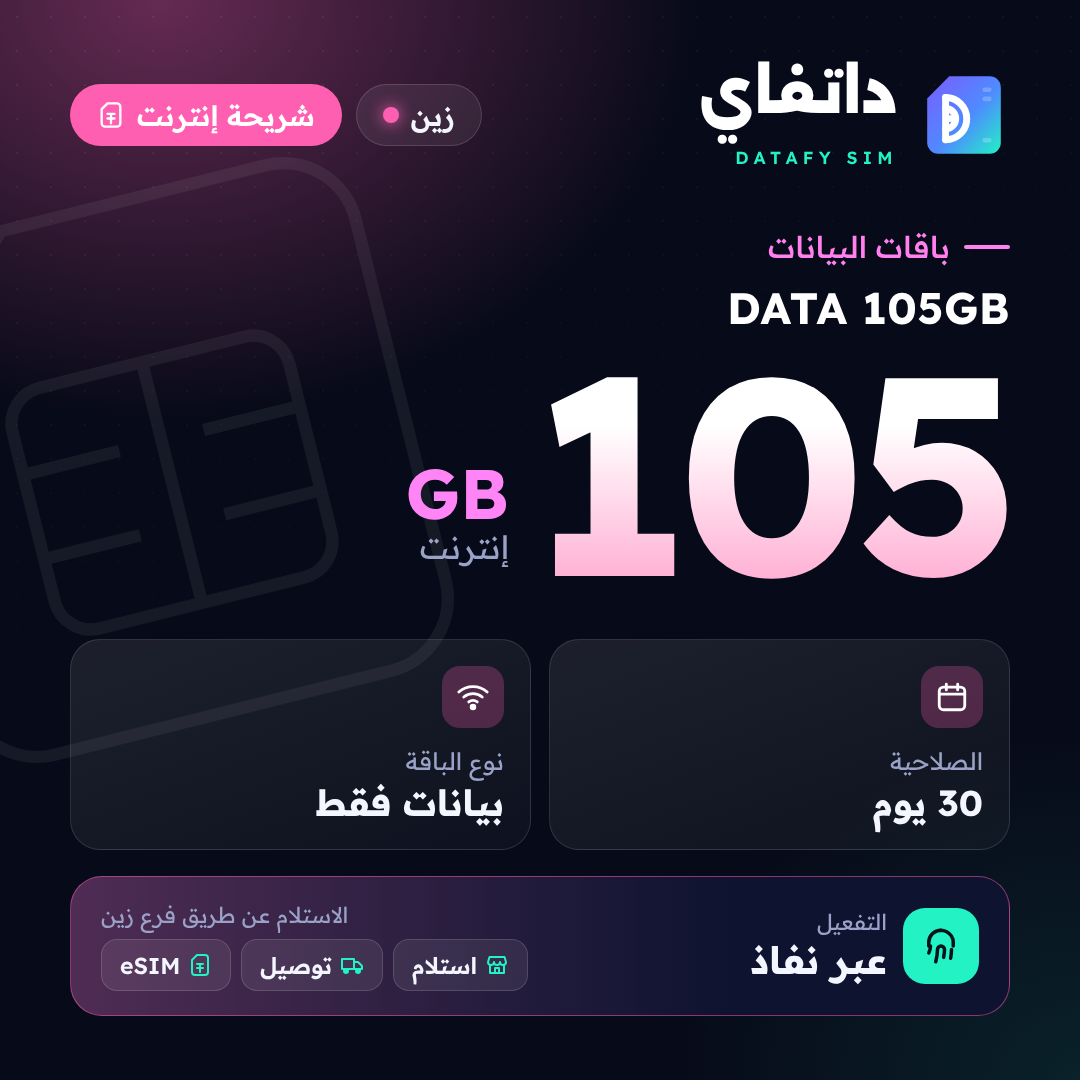 داتفاي
DATAFY SIM
زين
شريحة إنترنت
باقات البيانات
DATA 105GB
105
GB
إنترنت
الصلاحية
30 يوم
نوع الباقة
بيانات فقط
التفعيل
عبر نفاذ
الاستلام عن طريق فرع زين
استلام
توصيل
eSIM